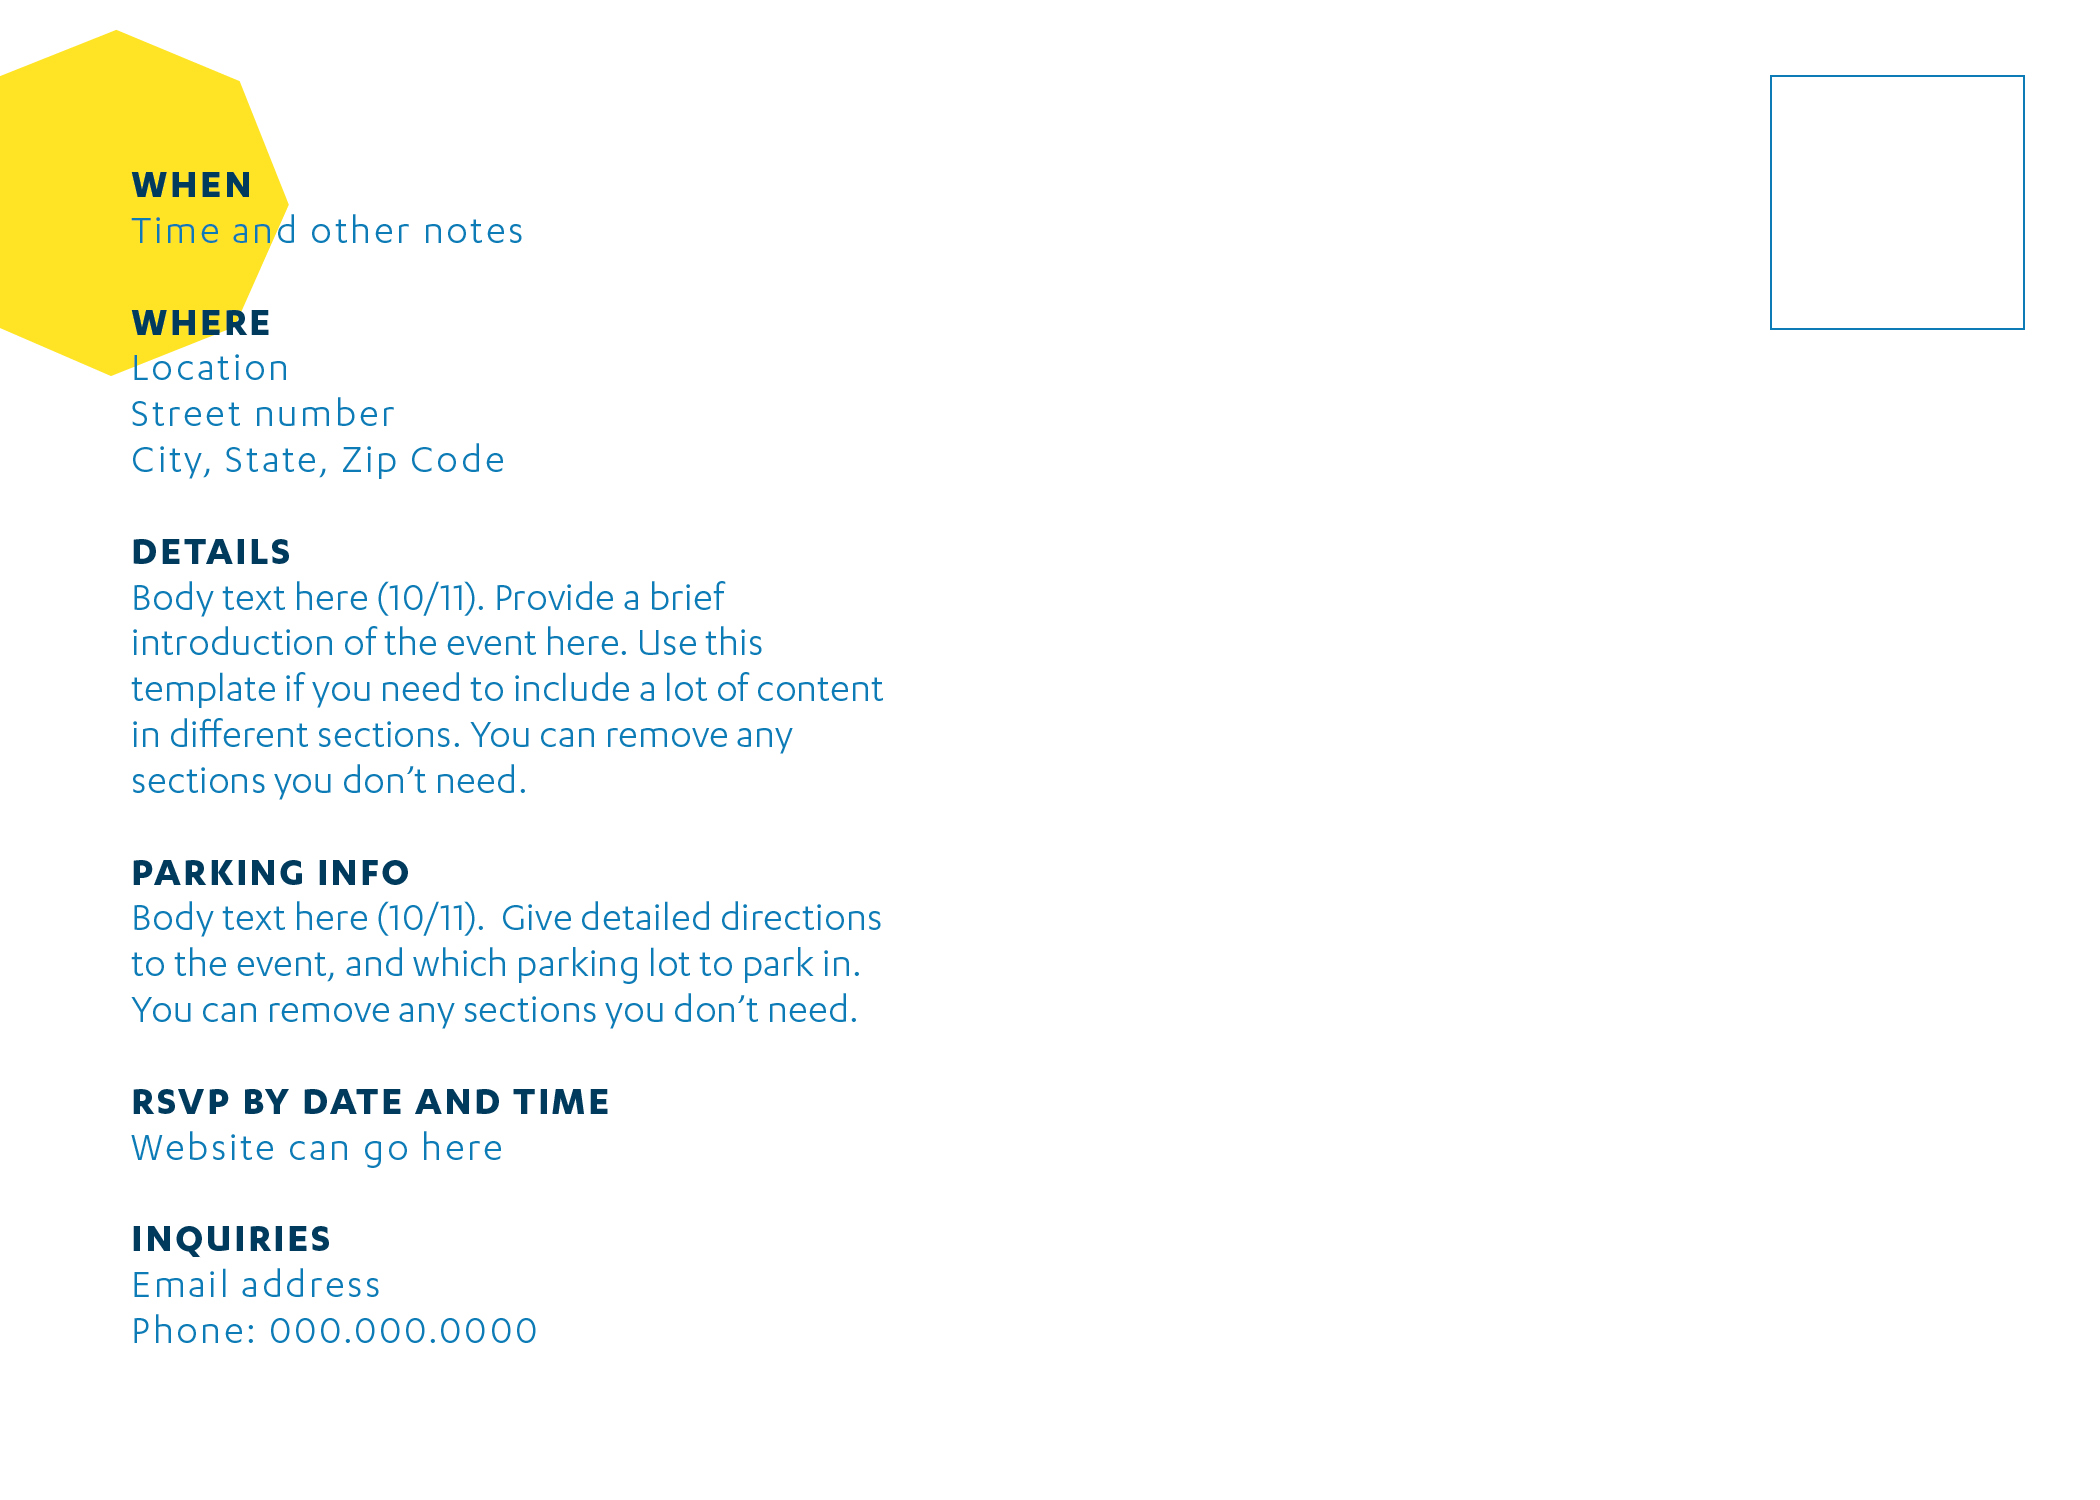 WHEN
Time and other notes
WHERE
Location
Street number
City, State, Zip Code
DETAILS
Body text here (10/11). Provide a brief
introduction of the event here. Use this
template if you need to include a lot of content
in different sections. You can remove any
sections you don’t need.
PARKING INFO
Body text here (10/11).  Give detailed directions
to the event, and which parking lot to park in.
You can remove any sections you don’t need.
RSVP BY DATE AND TIME
Website can go here
INQUIRIES
Email address
Phone: 000.000.0000